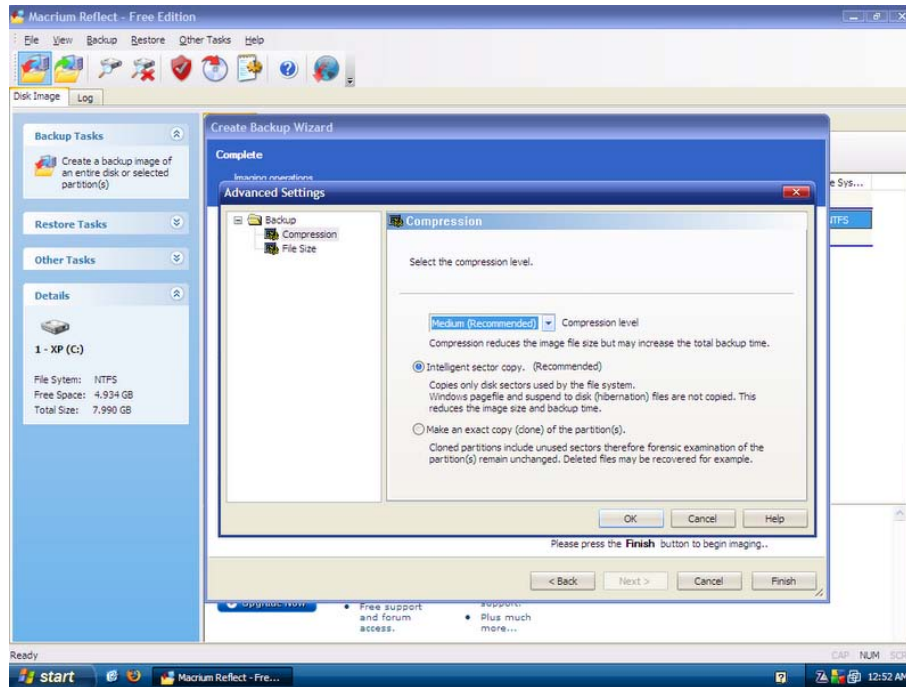 Macrium Reflect - Free Edition
File View Backup Restore Other Tasks Help
Disk Image Log
Backup Tasks
Create a backup image of
an entire disk or selected
partition(s)
Restore Tasks
Other Tasks
Details
1 - XP (C:)
File Sytem: NTFS
Free Space: 4.934 GB
Total Size: 7.990 GB
Create Backup Wizard
Complete
Imaging operations
e Sys...
NTFS
Advanced Settings
Backup
Compression
File Size
Compression
Select the compression level.
Medium (Recommended) Compression level
Compression reduces the image file size but may increase the total backup time.
Intelligent sector copy. (Recommended)
Copies only disk sectors used by the file system.
Windows pagefile and suspend to disk (hibernation) files are not copied. This
reduces the image size and backup time.
Make an exact copy (clone) of the partition(s).
Cloned partitions include unused sectors therefore forensic examination of the
partition(s) remain unchanged. Deleted files may be recovered for example.
OK Cancel Help
Please press the Finish button to begin imaging..
< Back Next > Cancel Finish
Upgrade Now
Free support
and forum
access.
support.
Plus much
more...
Ready
CAP NUM SCR
start Macrium Reflect - Fre... 12:52 AM